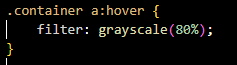 .container a:hover {
    filter: grayscale(80%);
}